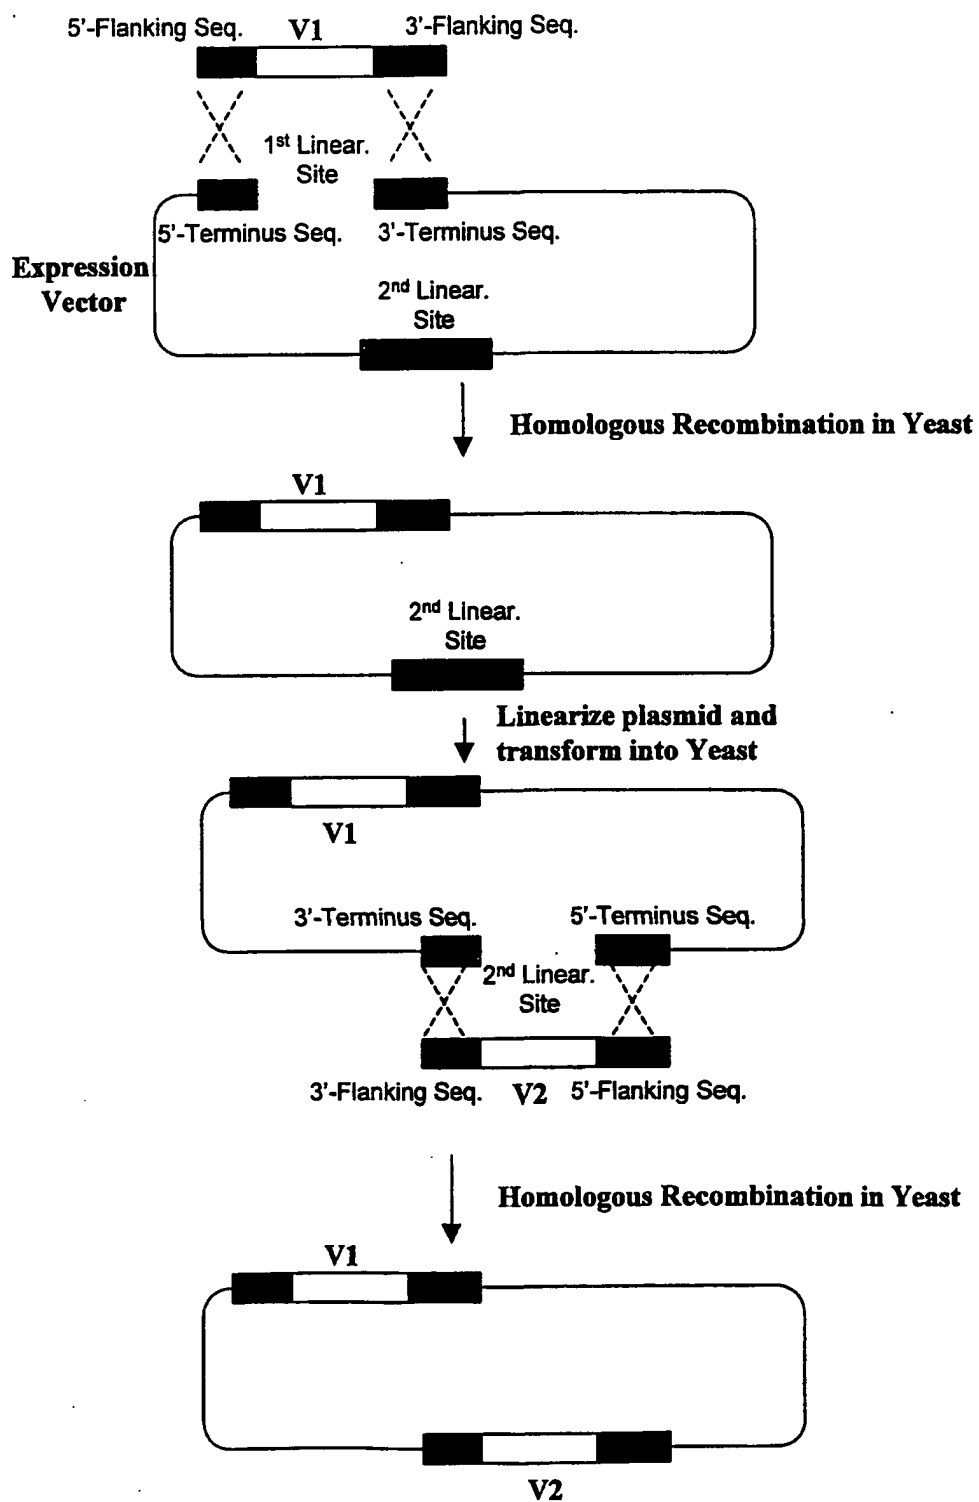 5'-Flanking Seq.
V1
3'-Flanking Seq.
1st Linear.
Site
5'-Terminus Seq.
3'-Terminus Seq.
Expression
Vector
2nd Linear.
Site
Homologous Recombination in Yeast
V1
2nd Linear.
Site
Linearize plasmid and
transform into Yeast
V1
3'-Terminus Seq.
5'-Terminus Seq.
2nd Linear.
Site
3'-Flanking Seq.
V2
5'-Flanking Seq.
Homologous Recombination in Yeast
V1
V2